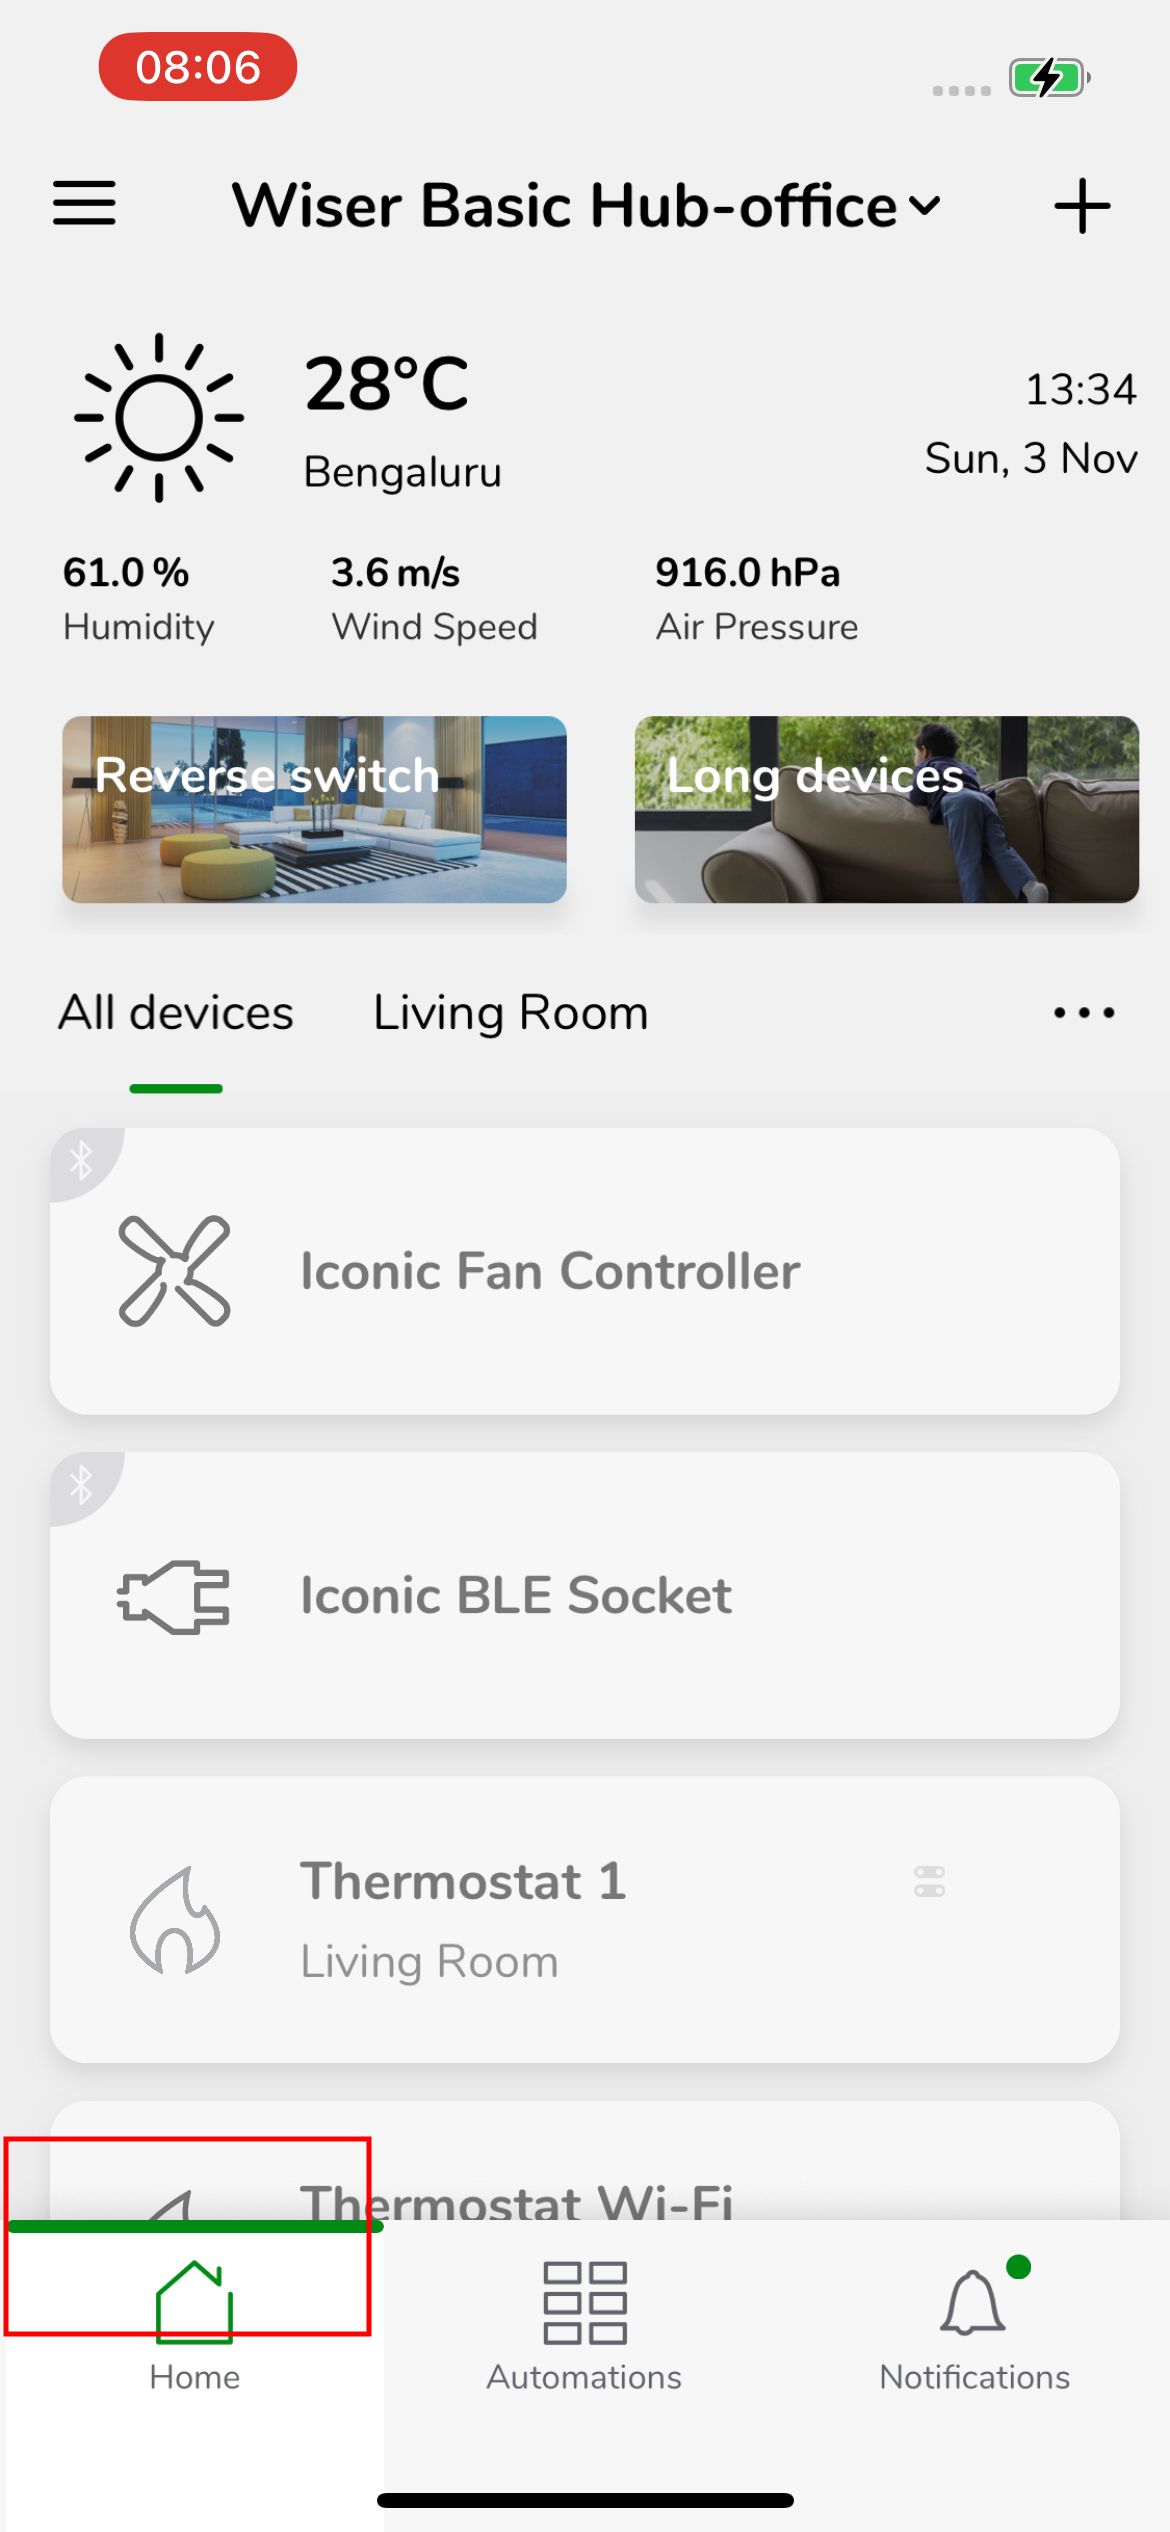 08:06
Wiser Basic Hub-office
28°C
Bengaluru
13:34
Sun, 3 Nov
61.0 %
Humidity
3.6 m/s
Wind Speed
916.0 hPa
Air Pressure
Reverse switch
Long devices
All devices
Living Room
Iconic Fan Controller
Iconic BLE Socket
Thermostat 1
Living Room
Thermostat Wi-Fi
Home
Automations
Notifications